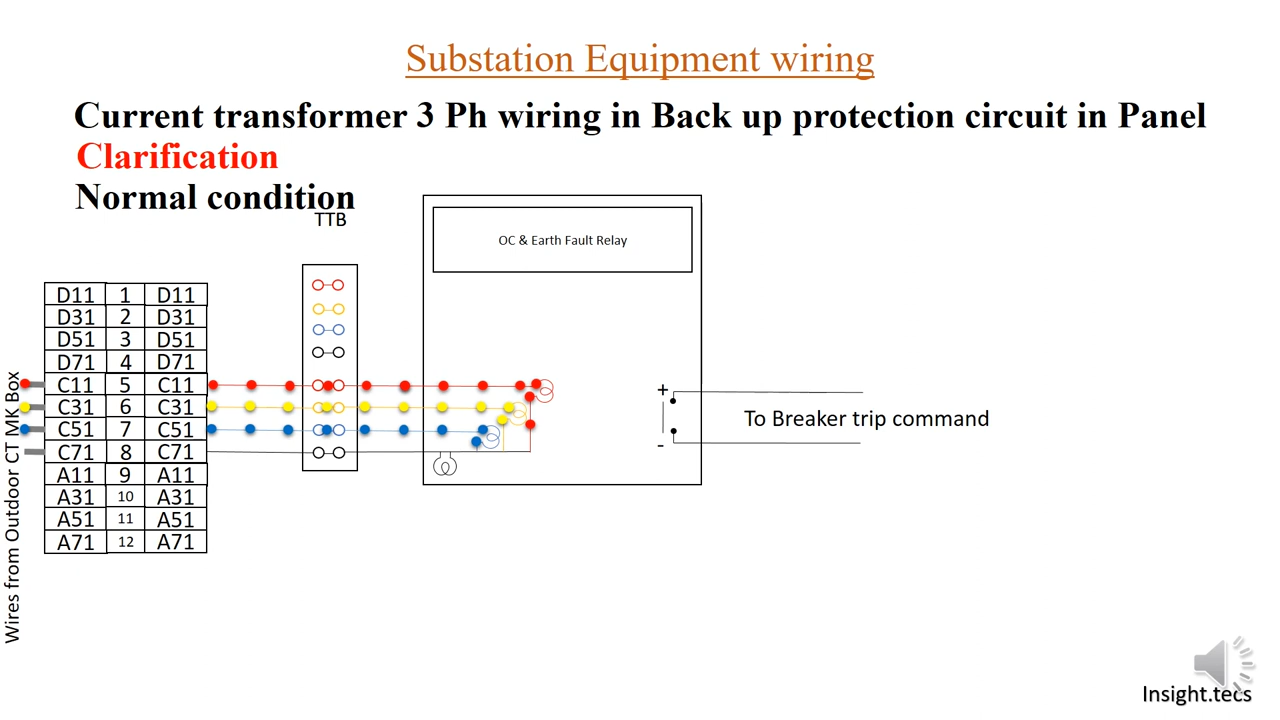 Substation Equipment wiring
Current transformer 3 Ph wiring in Back up protection circuit in Panel
Clarification
Normal condition
TTB
OC & Earth Fault Relay
D11 1 D11
D31 2 D31
D51 3 D51
D71 4 D71
C11 5 C11
C31 6 C31
C51 7 C51
C71 8 C71
A11 9 A11
A31 10 A31
A51 11 A51
A71 12 A71
Wires from Outdoor CT MK Box
+
To Breaker trip command
-
Insight.tecs